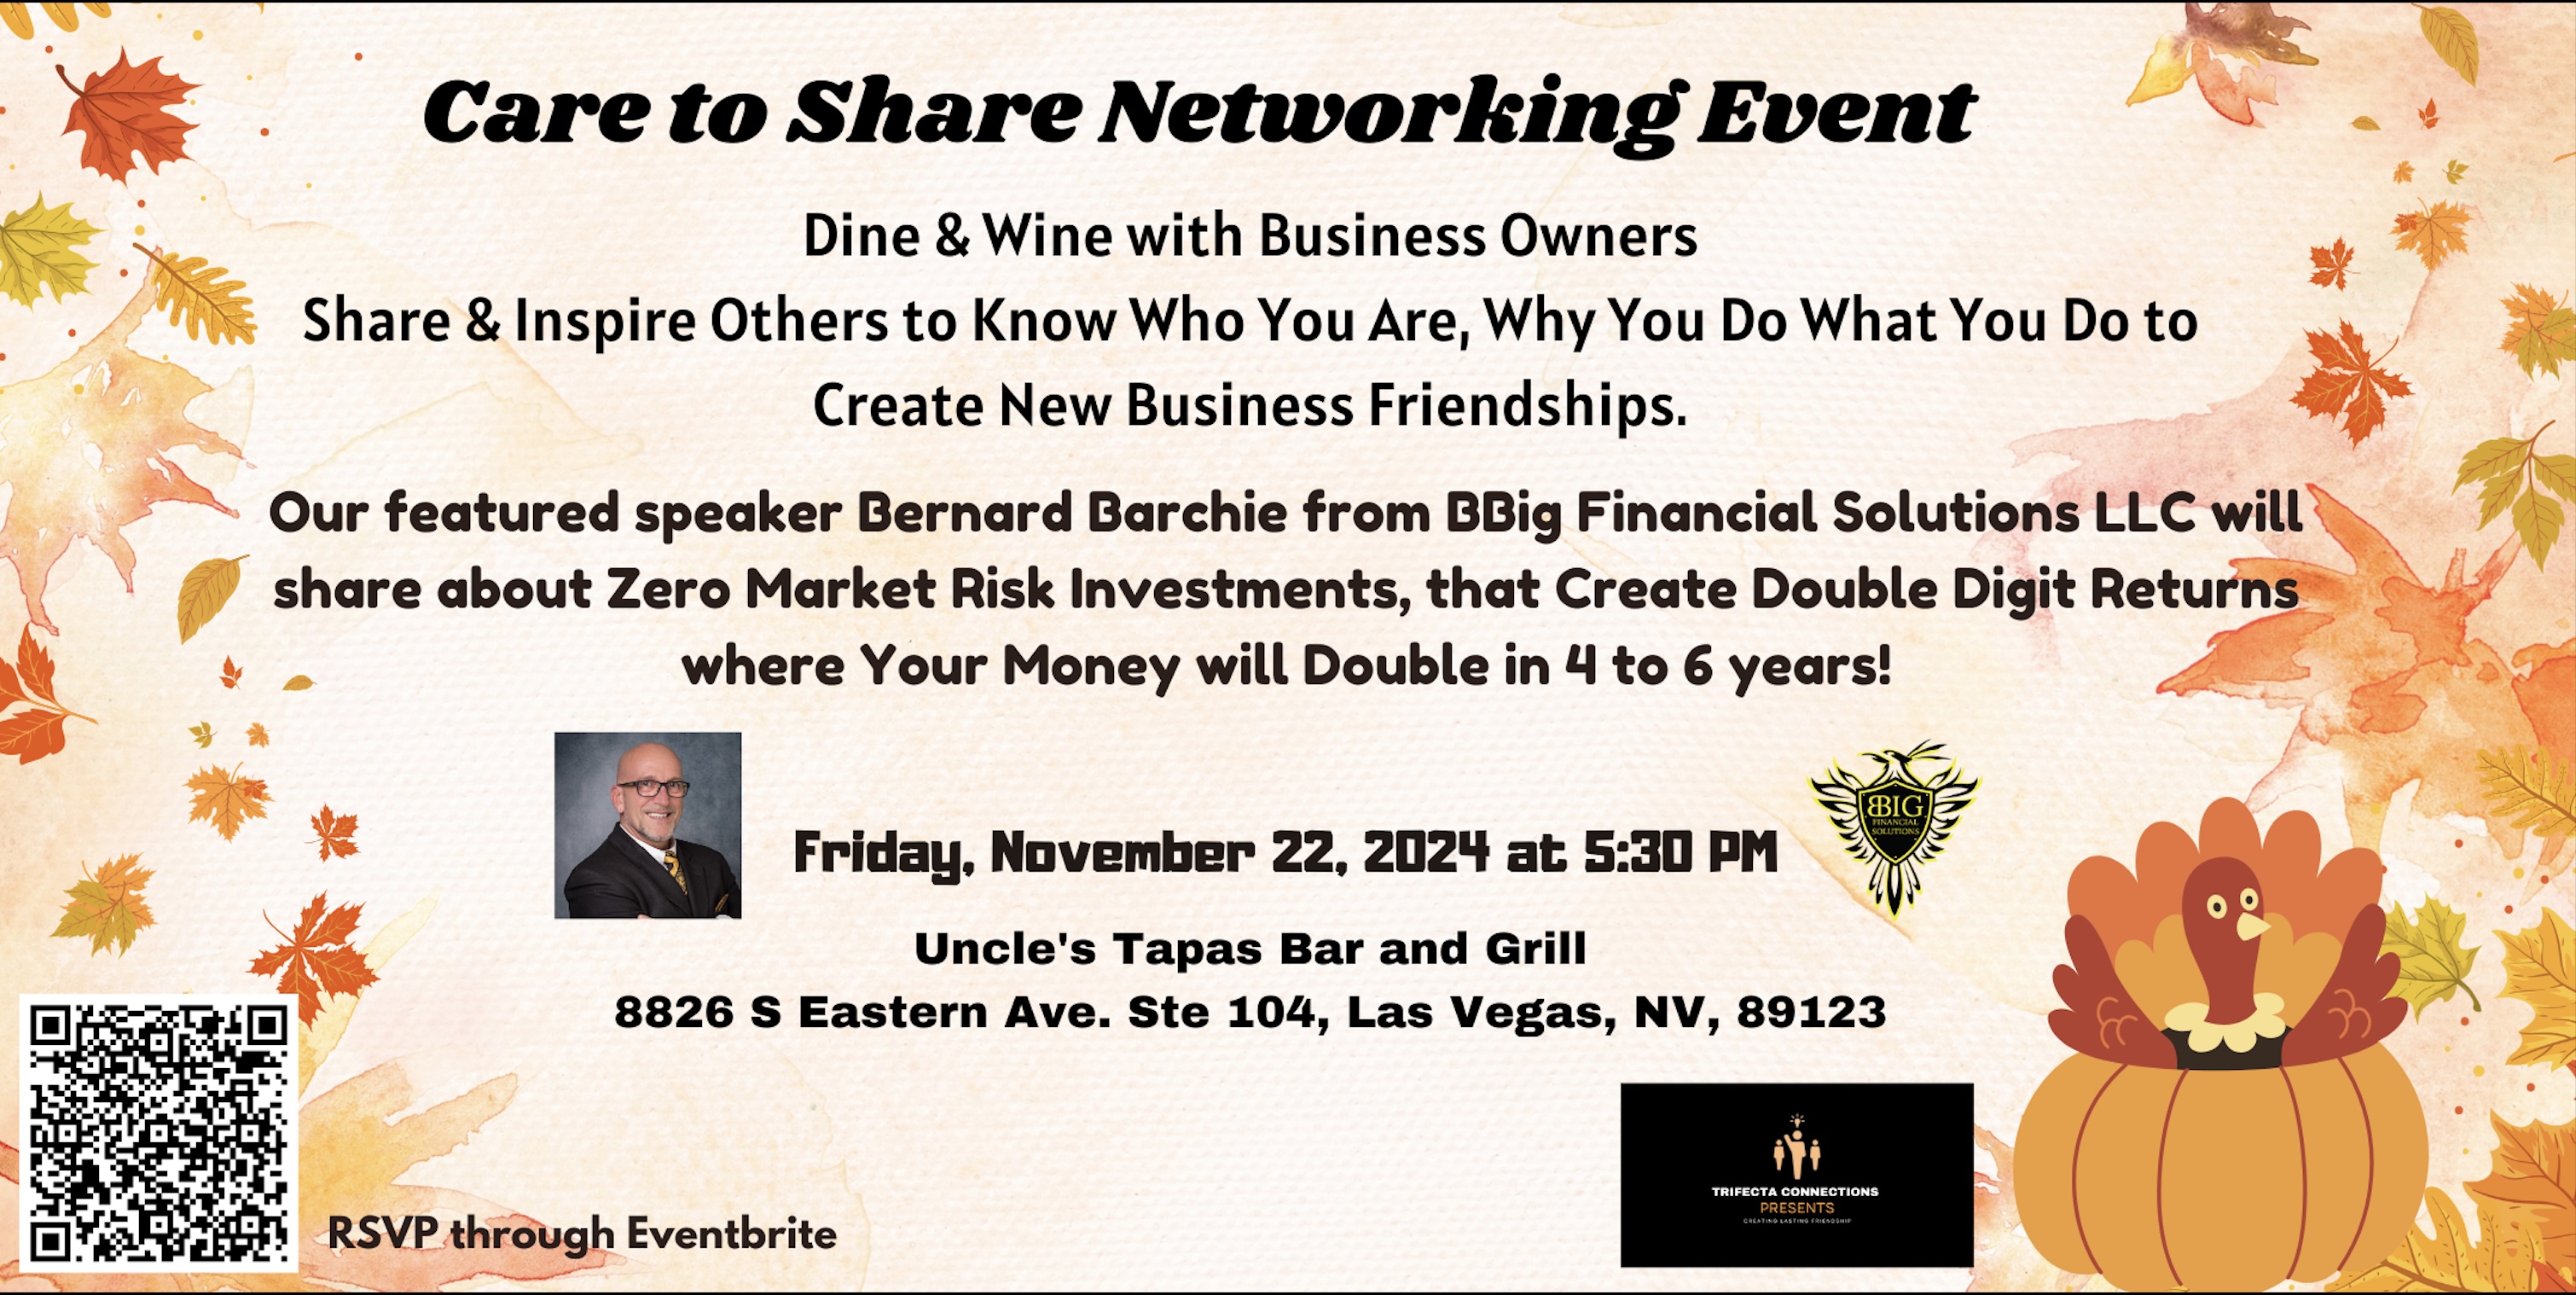 Care to Share Networking Event
Dine & Wine with Business Owners
Share & Inspire Others to Know Who You Are, Why You Do What You Do to
Create New Business Friendships.
Our featured speaker Bernard Barchie from BBig Financial Solutions LLC will
share about Zero Market Risk Investments, that Create Double Digit Returns
where Your Money will Double in 4 to 6 years!
BBIG
FINANCIAL
SOLUTIONS
Friday, November 22, 2024 at 5:30 PM
Uncle's Tapas Bar and Grill
8826 S Eastern Ave. Ste 104, Las Vegas, NV, 89123
TRIFECTA CONNECTIONS
PRESENTS
CREATING LASTING FRIENDSHIP
RSVP through Eventbrite